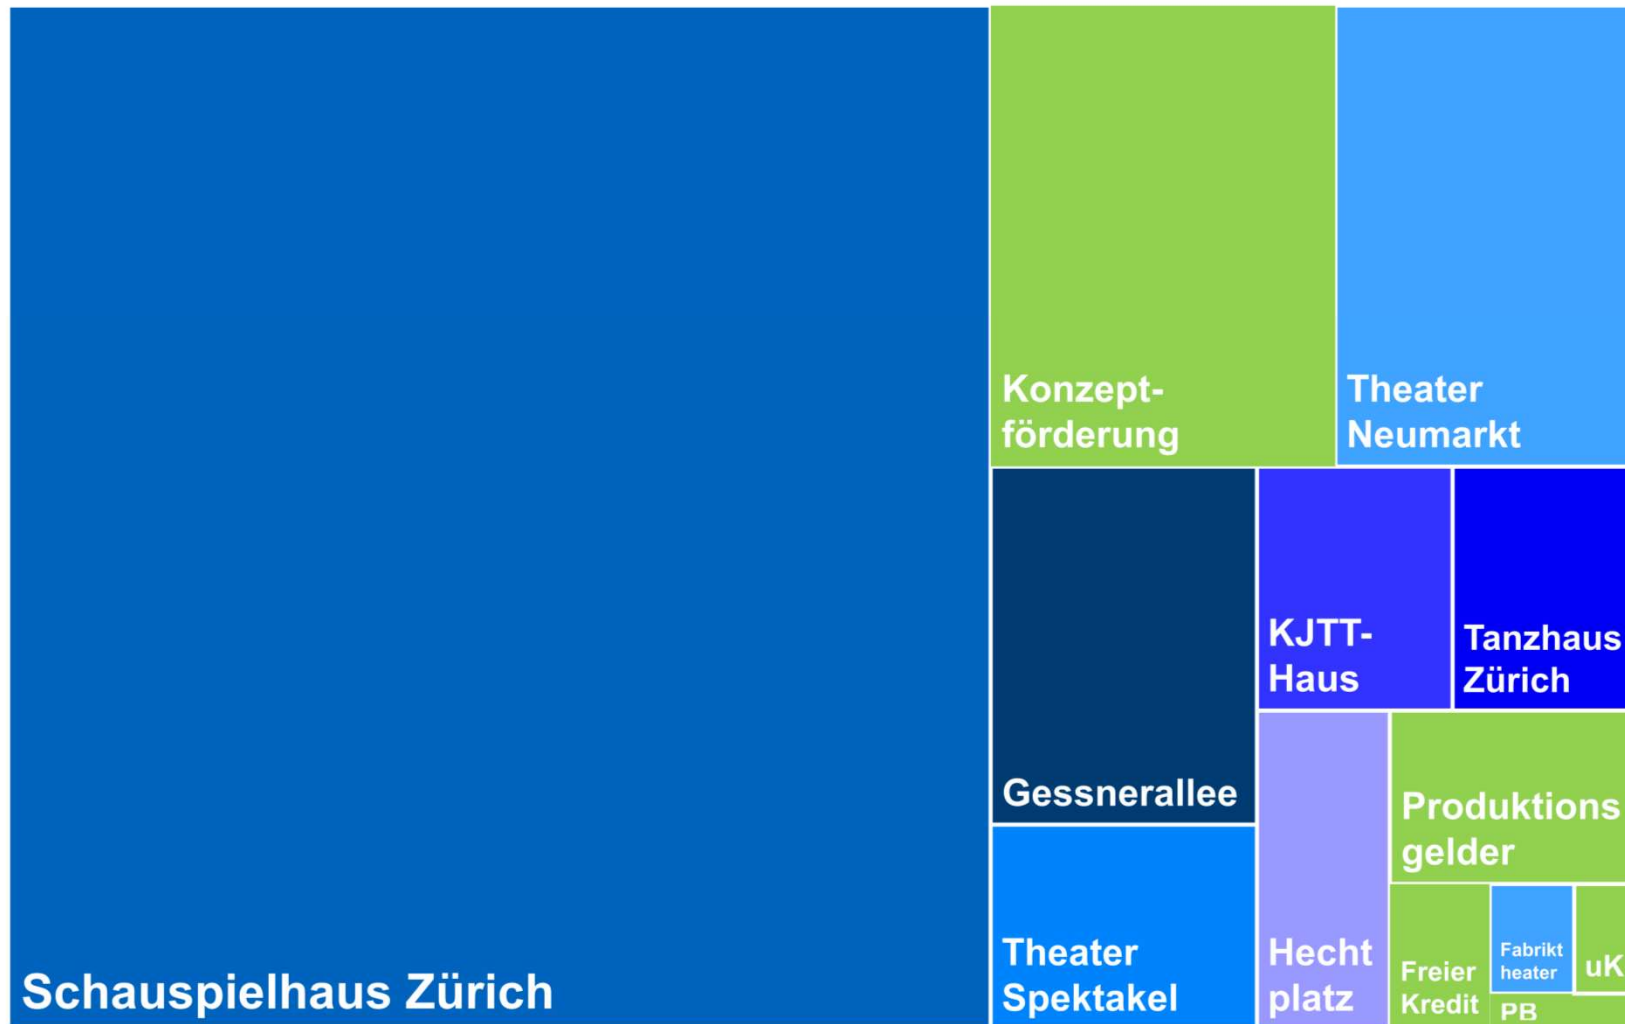 Schauspielhaus Zürich
Konzept-
förderung
Theater
Neumarkt
Gessnerallee
KJTT-
Haus
Tanzhaus
Zürich
Theater
Spektakel
Hecht
platz
Produktions
gelder
Freier
Kredit
Fabrikt
heater
uK
PB